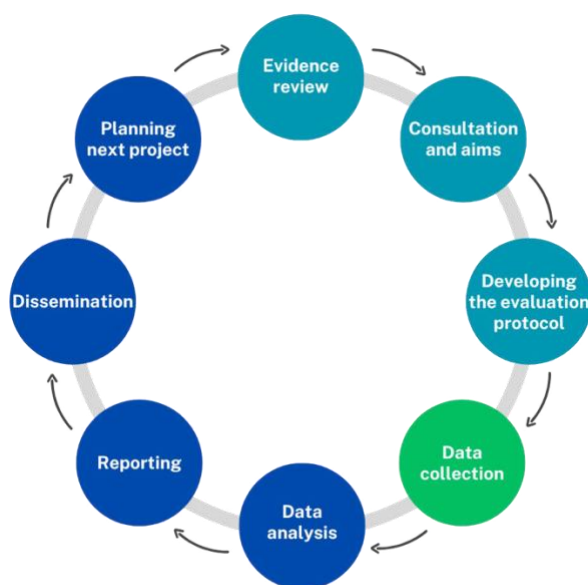 Evidence
review
Consultation
and aims
Developing
the evaluation
protocol
Data
collection
Data
analysis
Reporting
Dissemination
Planning
next project